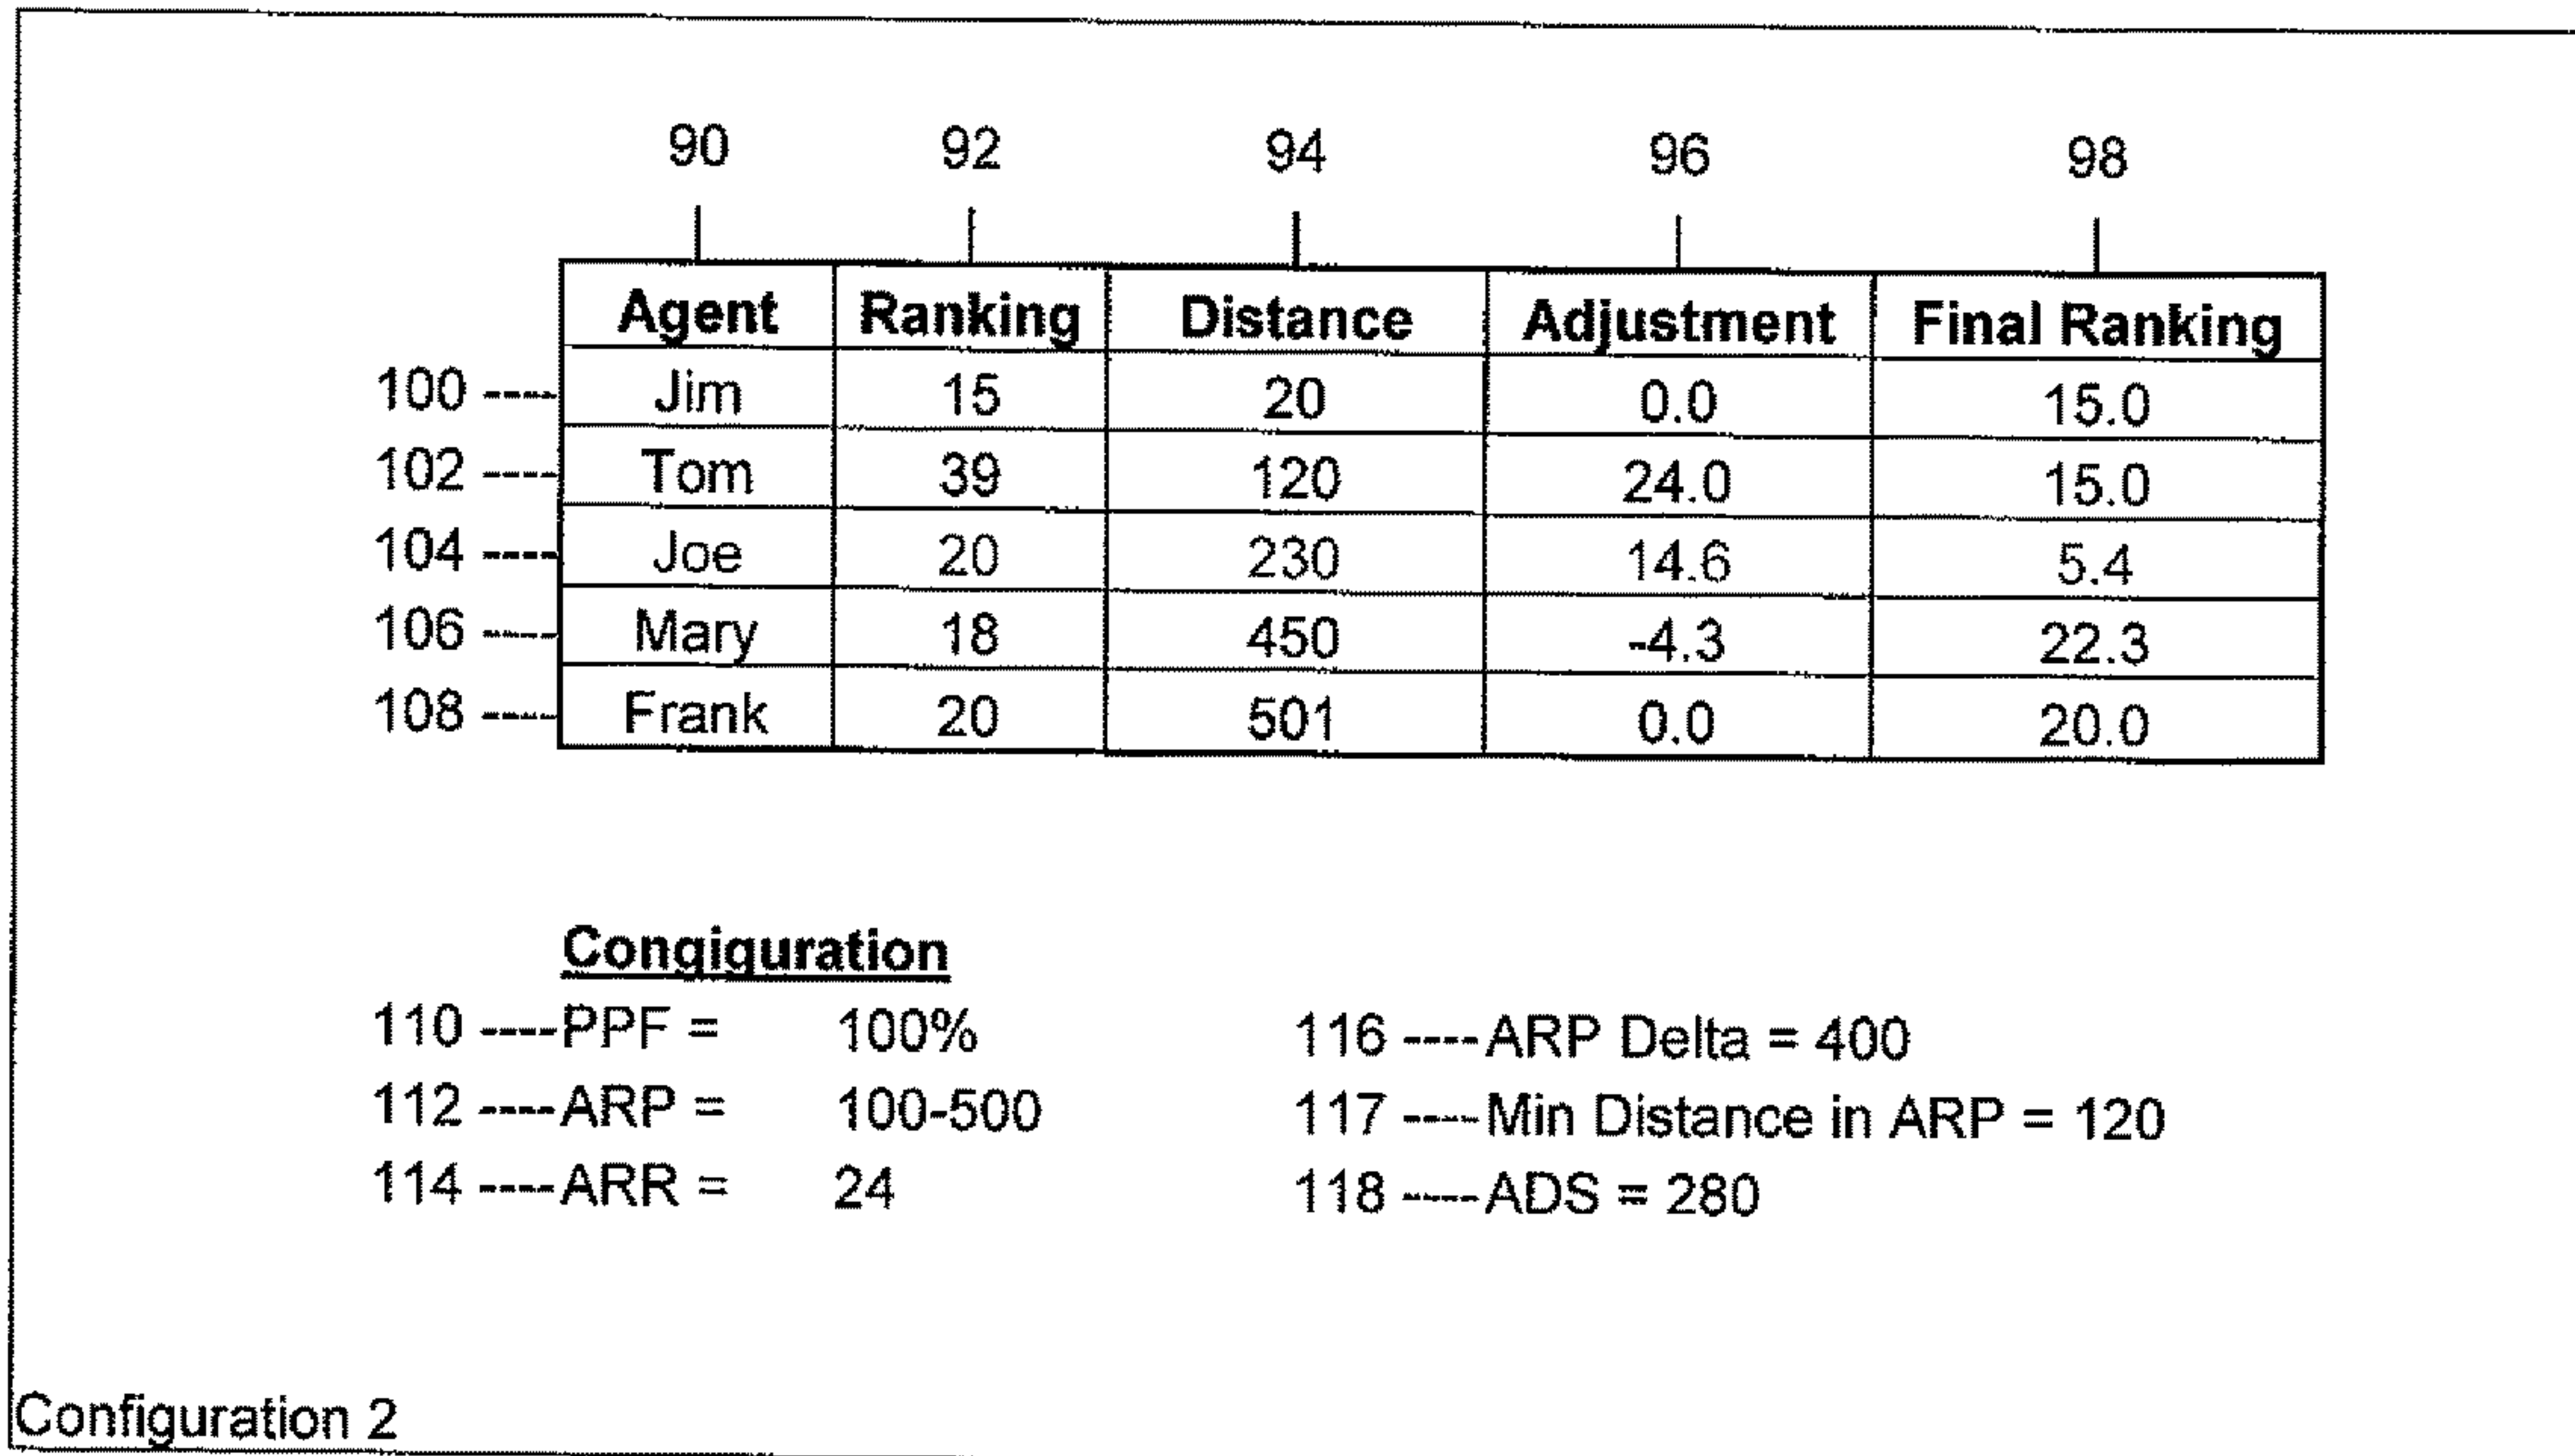 90 92 94 96 98
Agent Ranking Distance Adjustment Final Ranking
100 ---- Jim 15 20 0.0 15.0
102 ---- Tom 39 120 24.0 15.0
104 ---- Joe 20 230 14.6 5.4
106 ---- Mary 18 450 -4.3 22.3
108 ---- Frank 20 501 0.0 20.0
Conqiguration
110 ----PPF = 100% 116 ----ARP Delta = 400
112 ----ARP = 100-500 117 ----Min Distance in ARP = 120
114 ----ARR = 24 118 ----ADS = 280
Configuration 2